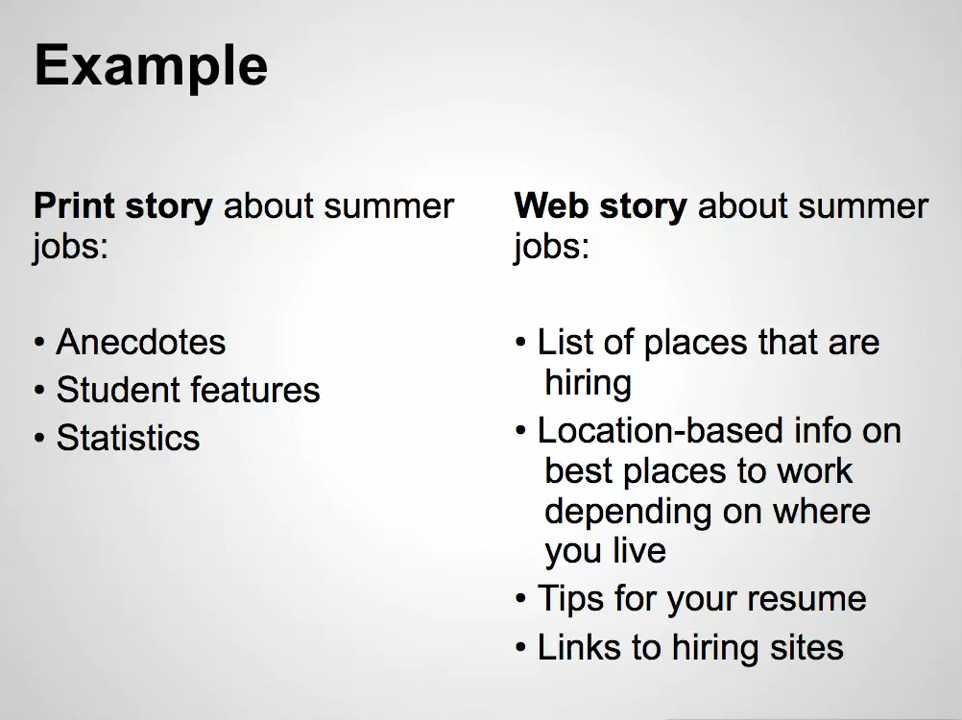 Example
Print story about summer
jobs:
• Anecdotes
• Student features
• Statistics
Web story about summer
jobs:
• List of places that are
hiring
• Location-based info on
best places to work
depending on where
you live
• Tips for your resume
• Links to hiring sites